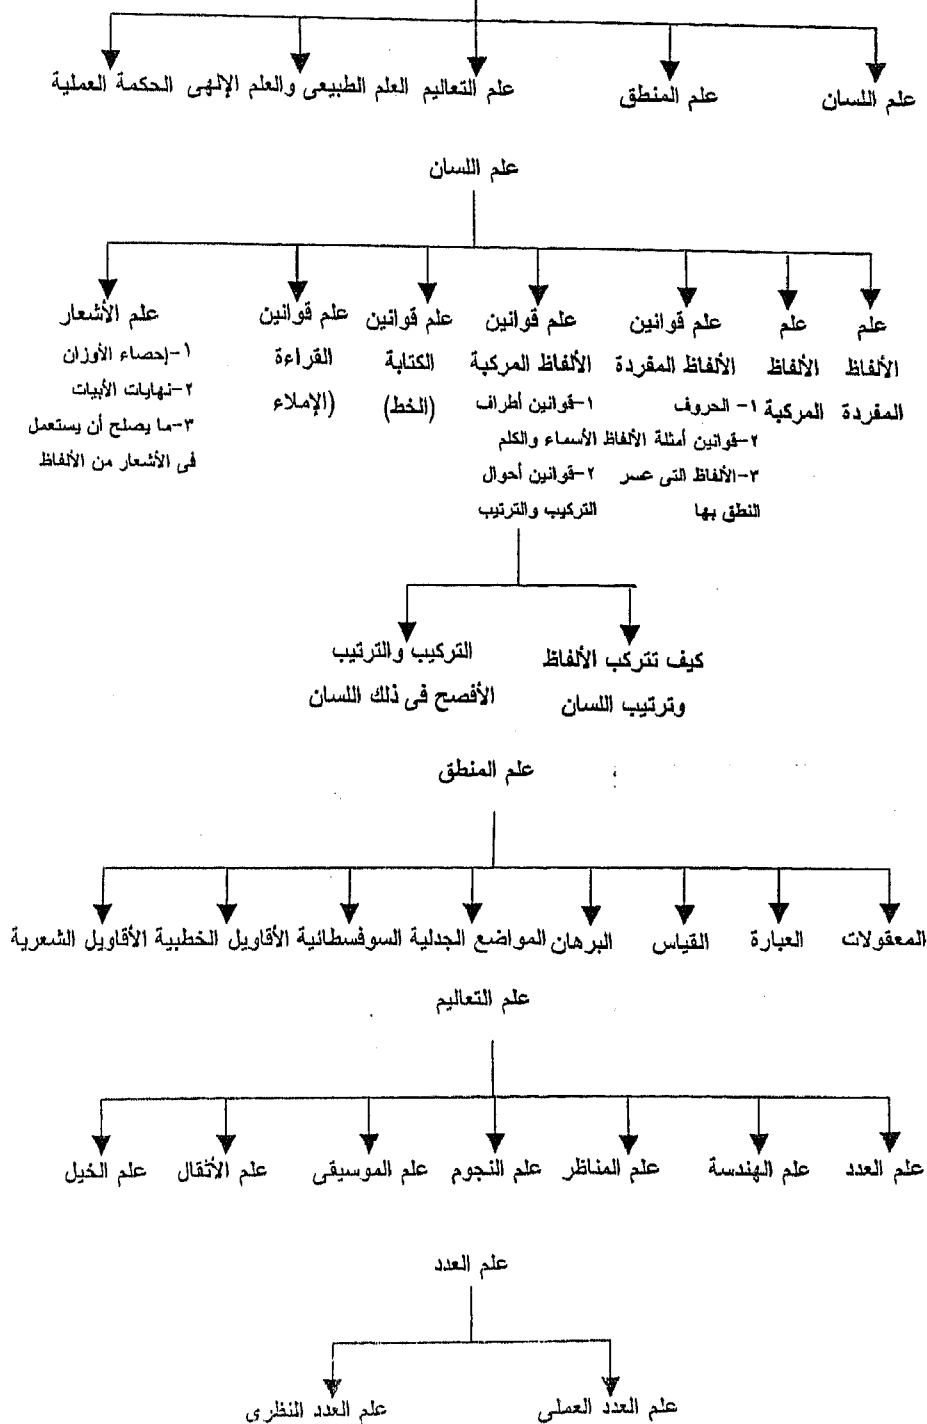 علم اللسان علم المنطق علم التعاليم العلم الطبيعى والعلم الإلهى الحكمة العملية
علم اللسان
علم علم علم قوانين علم قوانين علم قوانين علم قوانين علم الأشعار
الألفاظ الألفاظ الألفاظ المفردة الألفاظ المركبة الكتابة القراءة ١-إحصاء الأوزان
المفردة المركبة ١- الحروف ١-قوانين أطراف (الخط) (الإملاء ٢-نهايات الأبيات
٢-قوانين أمثلة الألفاظ الأسماء والكلم ٣-ما يصلح أن يستعمل
٣-الألفاظ التى عسر ٢-قوانين أحوال فى الأشعار من الألفاظ
النطق بها التركيب والترتيب
كيف تتركب الألفاظ التركيب والترتيب
وترتيب اللسان الأفصح فى ذلك اللسان
علم المنطق
المعقولات العبارة القياس البرهان المواضع الجدلية السوفسطائية الأقاويل الخطبية الأقاويل الشعرية
علم التعاليم
علم العدد علم الهندسة علم المناظر علم النجوم علم الموسيقى علم الأثقال علم الخيل
علم العدد
علم العدد العملى علم العدد النظرى